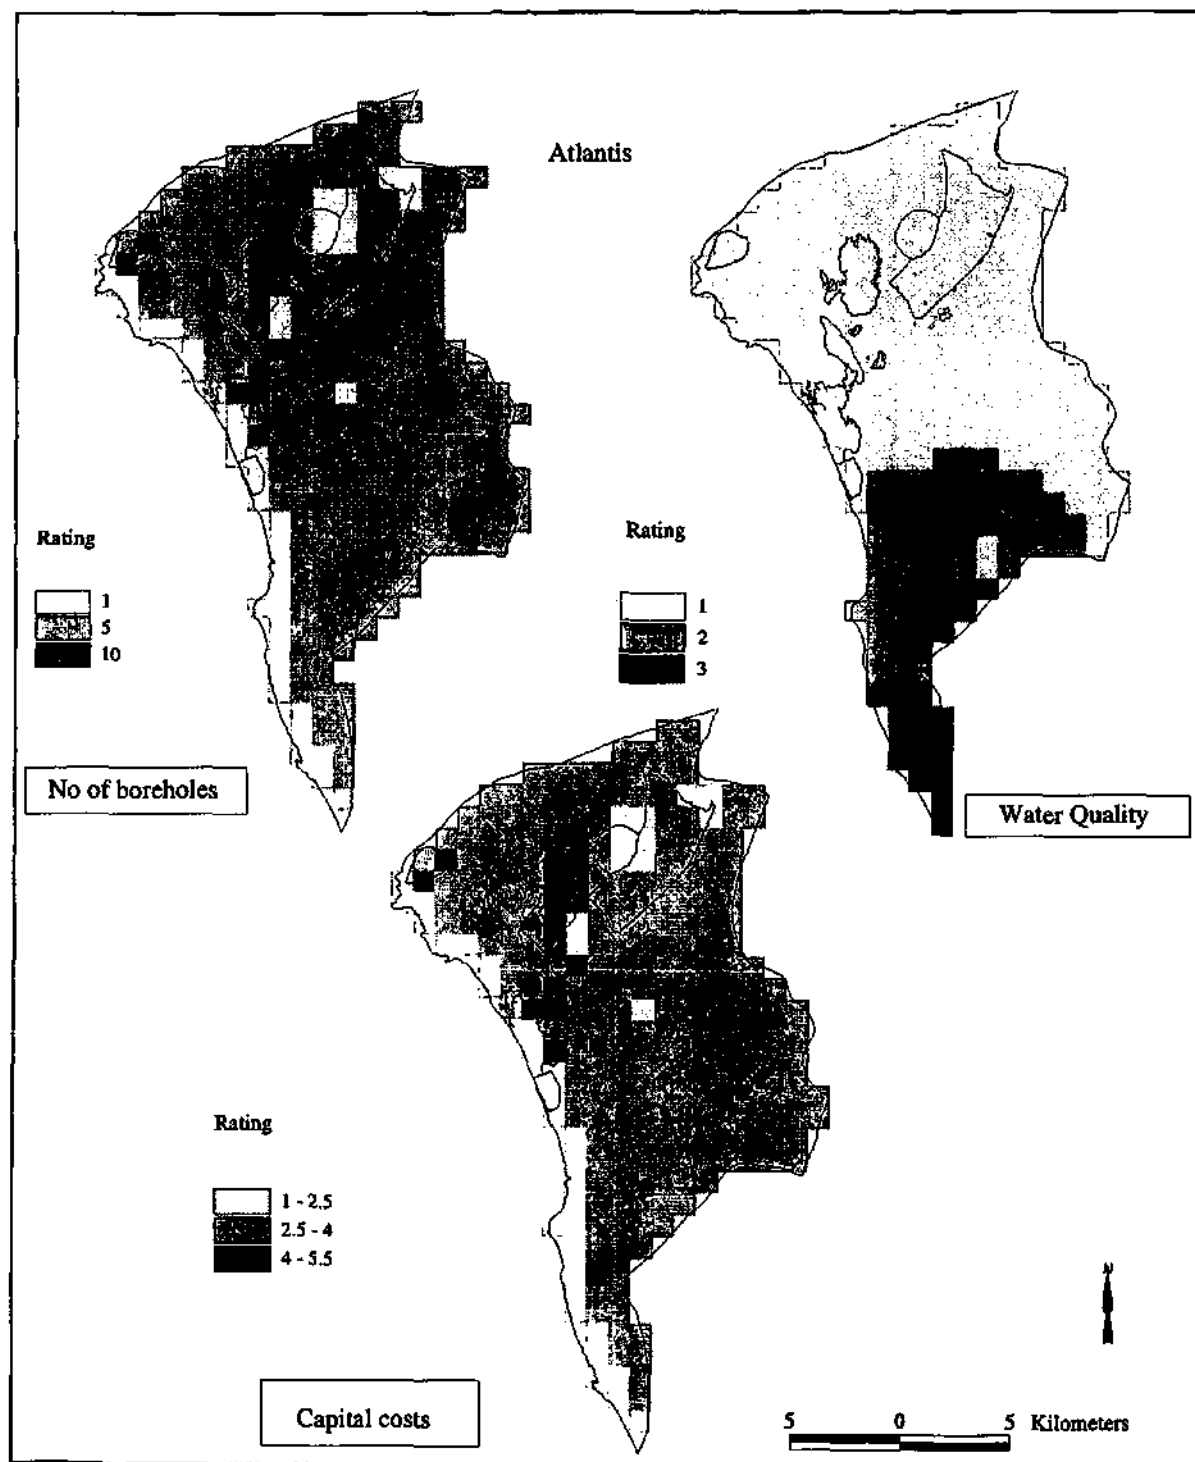 Atlantis
Rating
1
5
10
No of boreholes
Rating
1
2
3
Water Quality
Rating
1 - 2.5
2.5 - 4
4 - 5.5
Capital costs
N
5 0 5 Kilometers